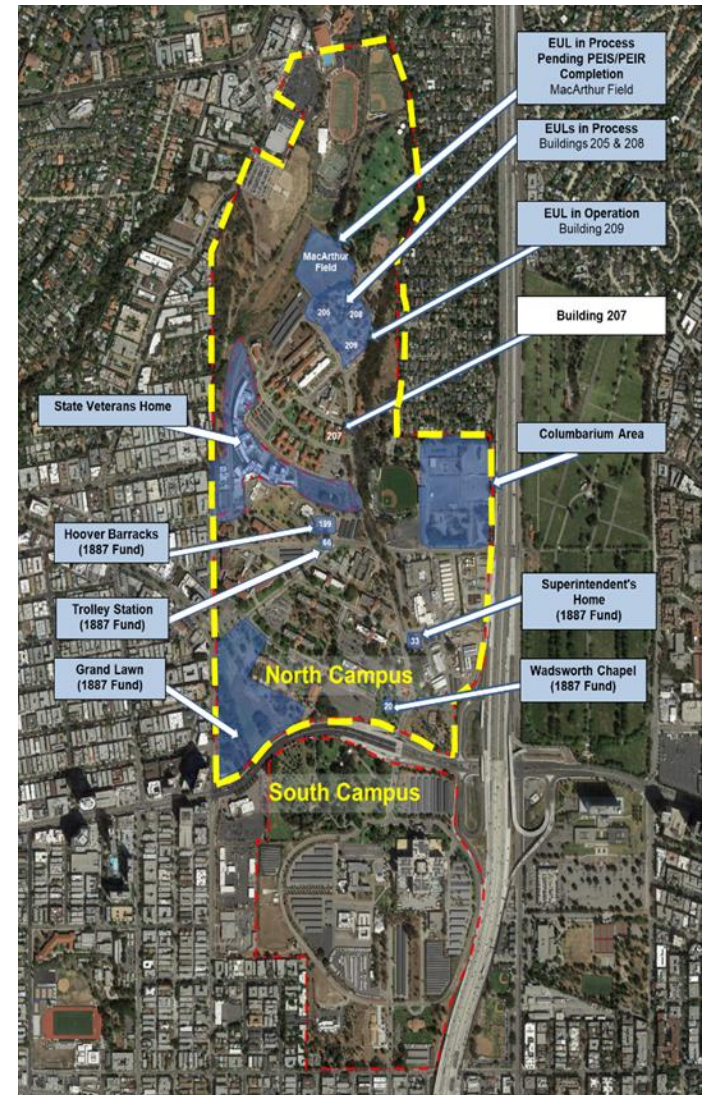 EUL in Process
Pending PEIS/PEIR
Completion
MacArthur Field
EULs in Process
Buildings 205 & 208
EUL in Operation
Building 209
MacArthur
Field
208
209
Building 207
State Veterans Home
207
Columbarium Area
Hoover Barracks
(1887 Fund)
199
66
Trolley Station
(1887 Fund)
Superintendent's
Home
(1887 Fund)
33
Grand Lawn
(1887 Fund)
North Campus
Wadsworth Chapel
(1887 Fund)
20
South Campus